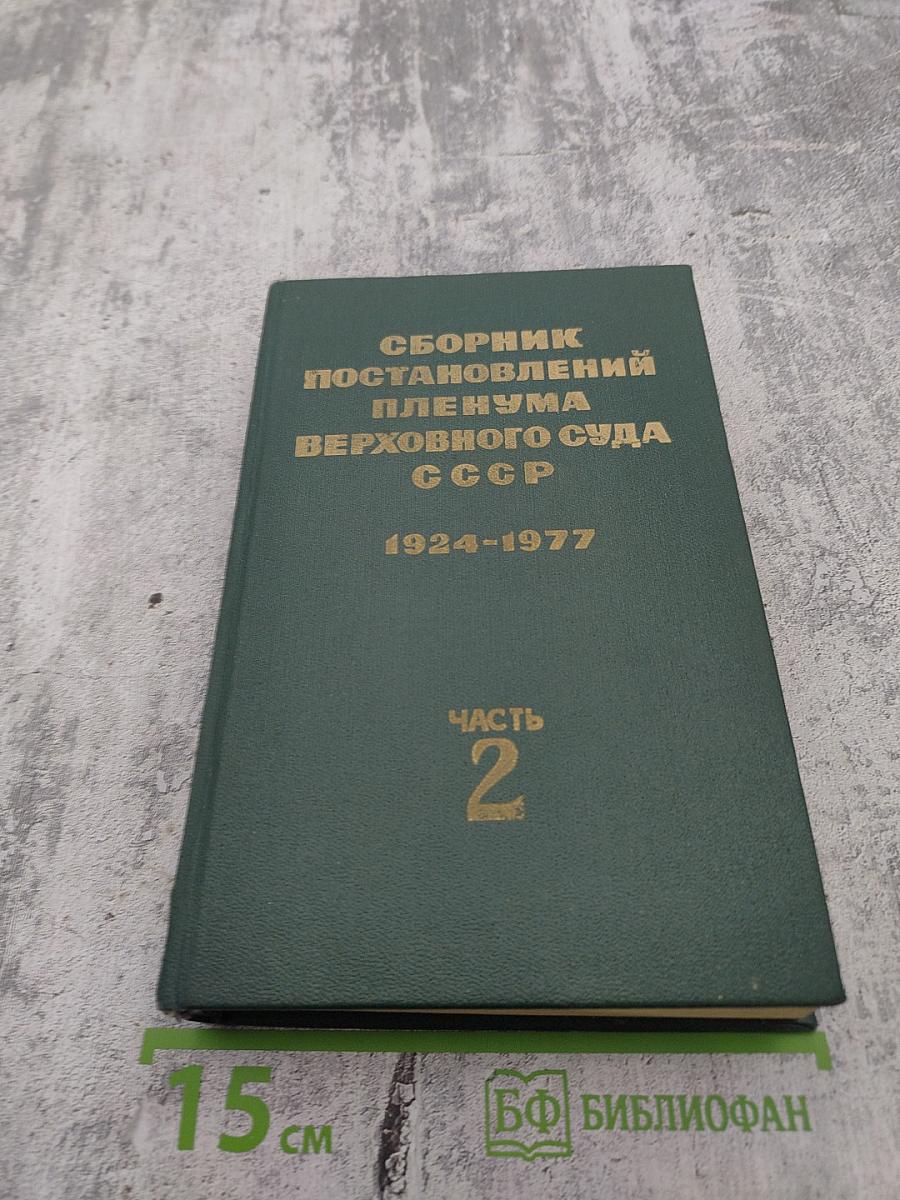 СБОРНИК
ПОСТАНОВЛЕНИЙ
ПЛЕНУМА
ВЕРХОВНОГО СУДА
СССР
1924-1977
ЧАСТЬ
2
15 см
БФ БИБЛИОФАН